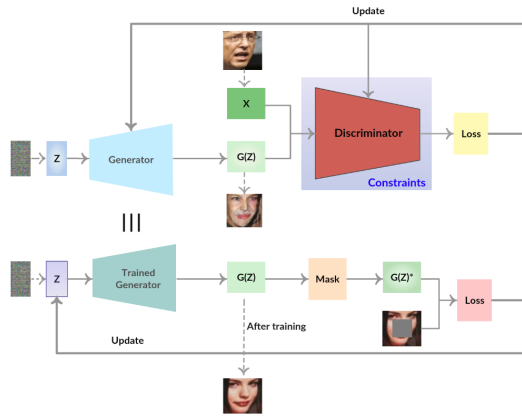 Update
X
Z
Generator
G(Z)
Discriminator
Loss
Constraints
Z
Trained
Generator
G(Z)
Mask
G(Z)*
Loss
After training
Update